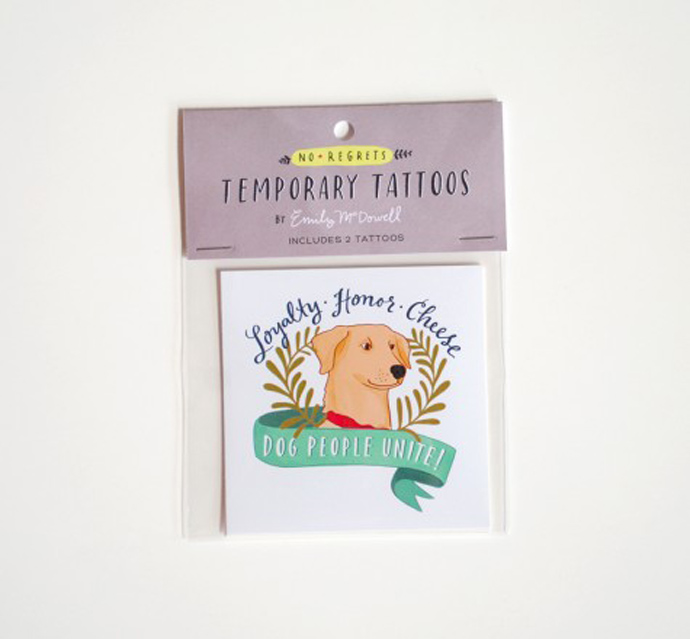 NO • REGRETS
TEMPORARY TATTOOS
BY Emily McDowell
INCLUDES 2 TATTOOS
Loyalty · Honor · Cheese
DOG PEOPLE UNITE!